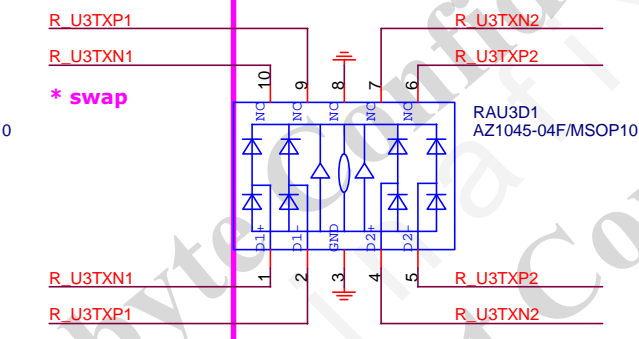 R_U3TXP1
R_U3TXN2
R_U3TXN1
R_U3TXP2
* swap
10 9 8 7 6
NC NC NC NC NC
RAU3D1
AZ1045-04F/MSOP10
0
D1+ D1- GND D2+ D2-
1 2 3 4 5
R_U3TXN1
R_U3TXP2
R_U3TXP1
R_U3TXN2